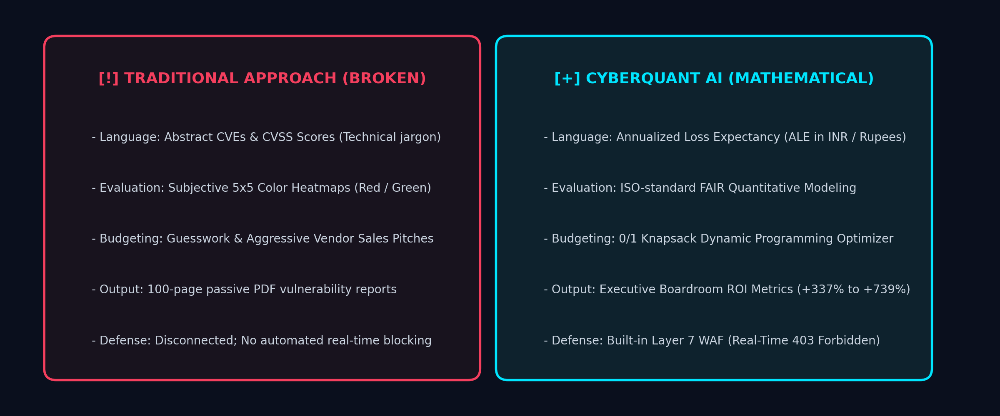 [!] TRADITIONAL APPROACH (BROKEN)
- Language: Abstract CVEs & CVSS Scores (Technical jargon)
- Evaluation: Subjective 5x5 Color Heatmaps (Red / Green)
- Budgeting: Guesswork & Aggressive Vendor Sales Pitches
- Output: 100-page passive PDF vulnerability reports
- Defense: Disconnected; No automated real-time blocking
[+] CYBERQUANT AI (MATHEMATICAL)
- Language: Annualized Loss Expectancy (ALE in INR / Rupees)
- Evaluation: ISO-standard FAIR Quantitative Modeling
- Budgeting: 0/1 Knapsack Dynamic Programming Optimizer
- Output: Executive Boardroom ROI Metrics (+337% to +739%)
- Defense: Built-in Layer 7 WAF (Real-Time 403 Forbidden)